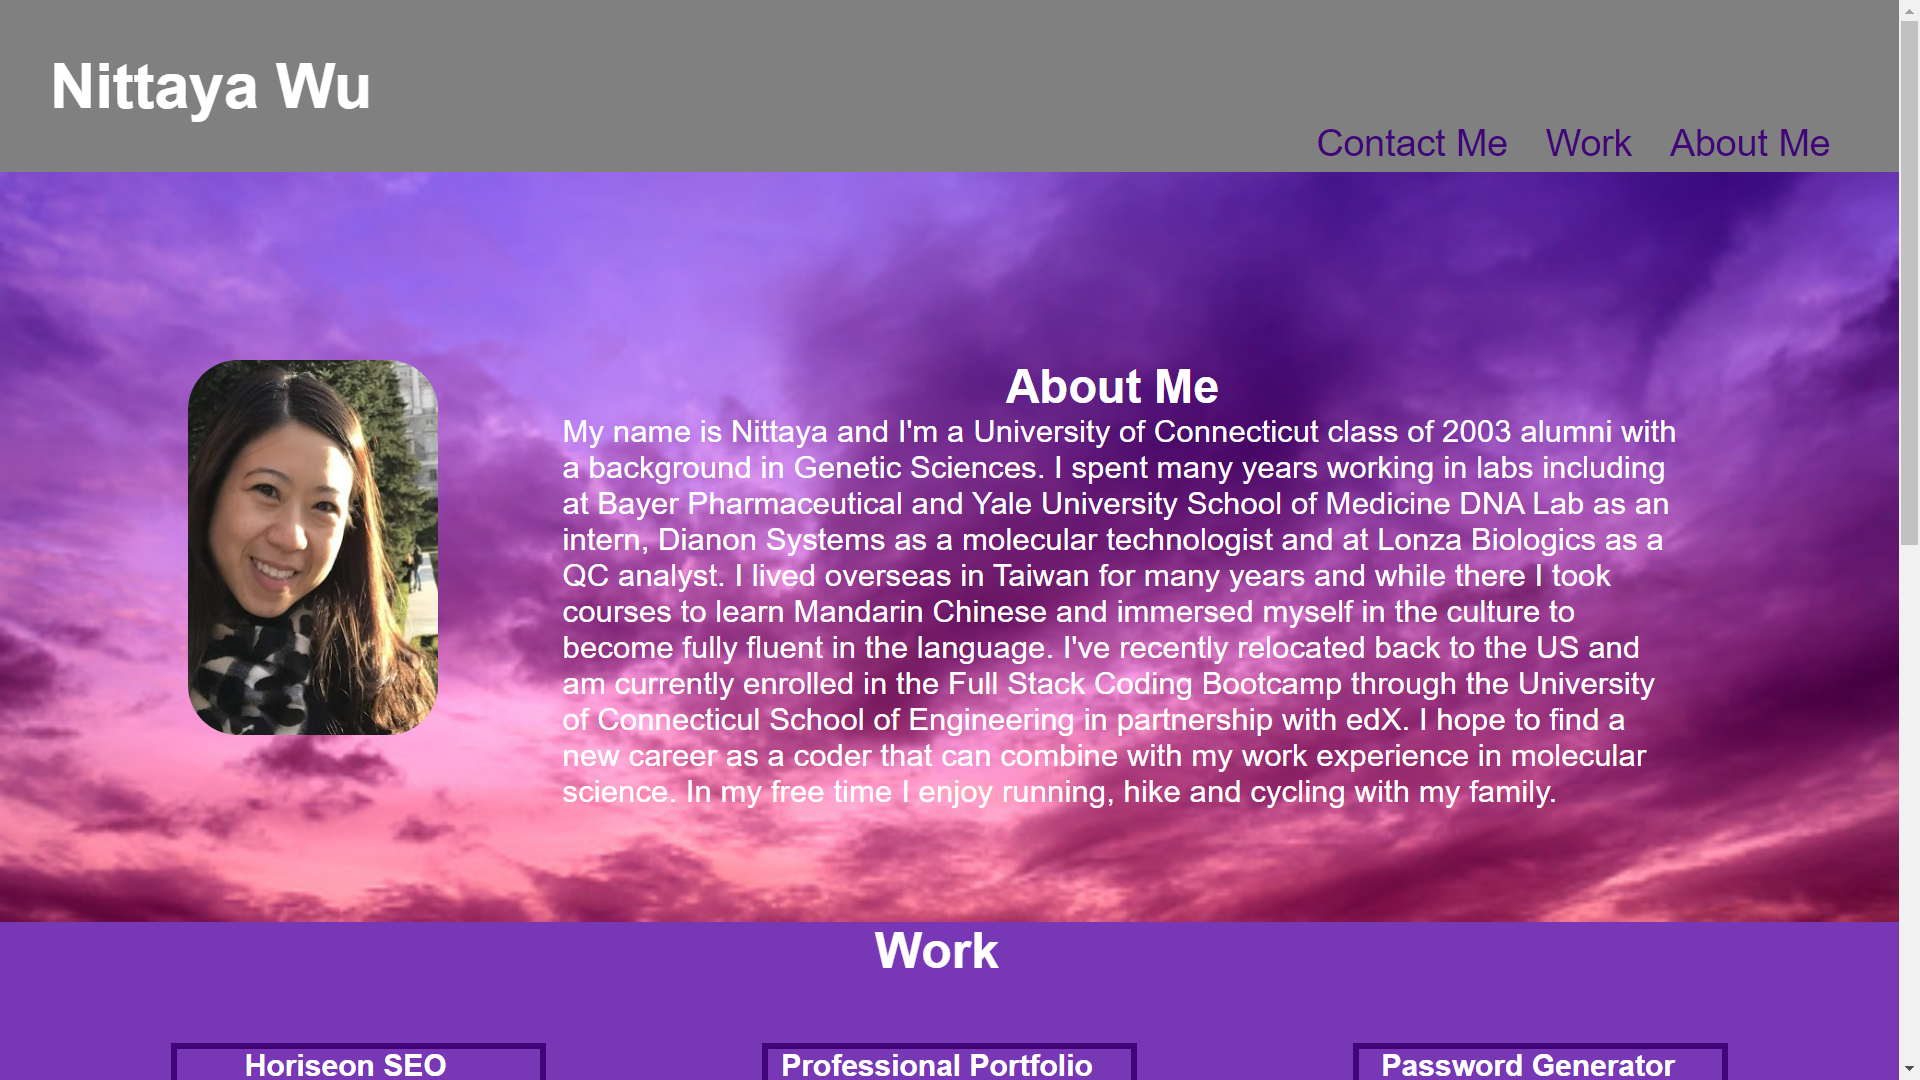 Nittaya Wu
Contact Me Work About Me
About Me
My name is Nittaya and I'm a University of Connecticut class of 2003 alumni with
a background in Genetic Sciences. I spent many years working in labs including
at Bayer Pharmaceutical and Yale University School of Medicine DNA Lab as an
intern, Dianon Systems as a molecular technologist and at Lonza Biologics as a
QC analyst. I lived overseas in Taiwan for many years and while there I took
courses to learn Mandarin Chinese and immersed myself in the culture to
become fully fluent in the language. I've recently relocated back to the US and
am currently enrolled in the Full Stack Coding Bootcamp through the University
of Connecticul School of Engineering in partnership with edX. I hope to find a
new career as a coder that can combine with my work experience in molecular
science. In my free time I enjoy running, hike and cycling with my family.
Work
Horiseon SEO
Professional Portfolio
Password Generator